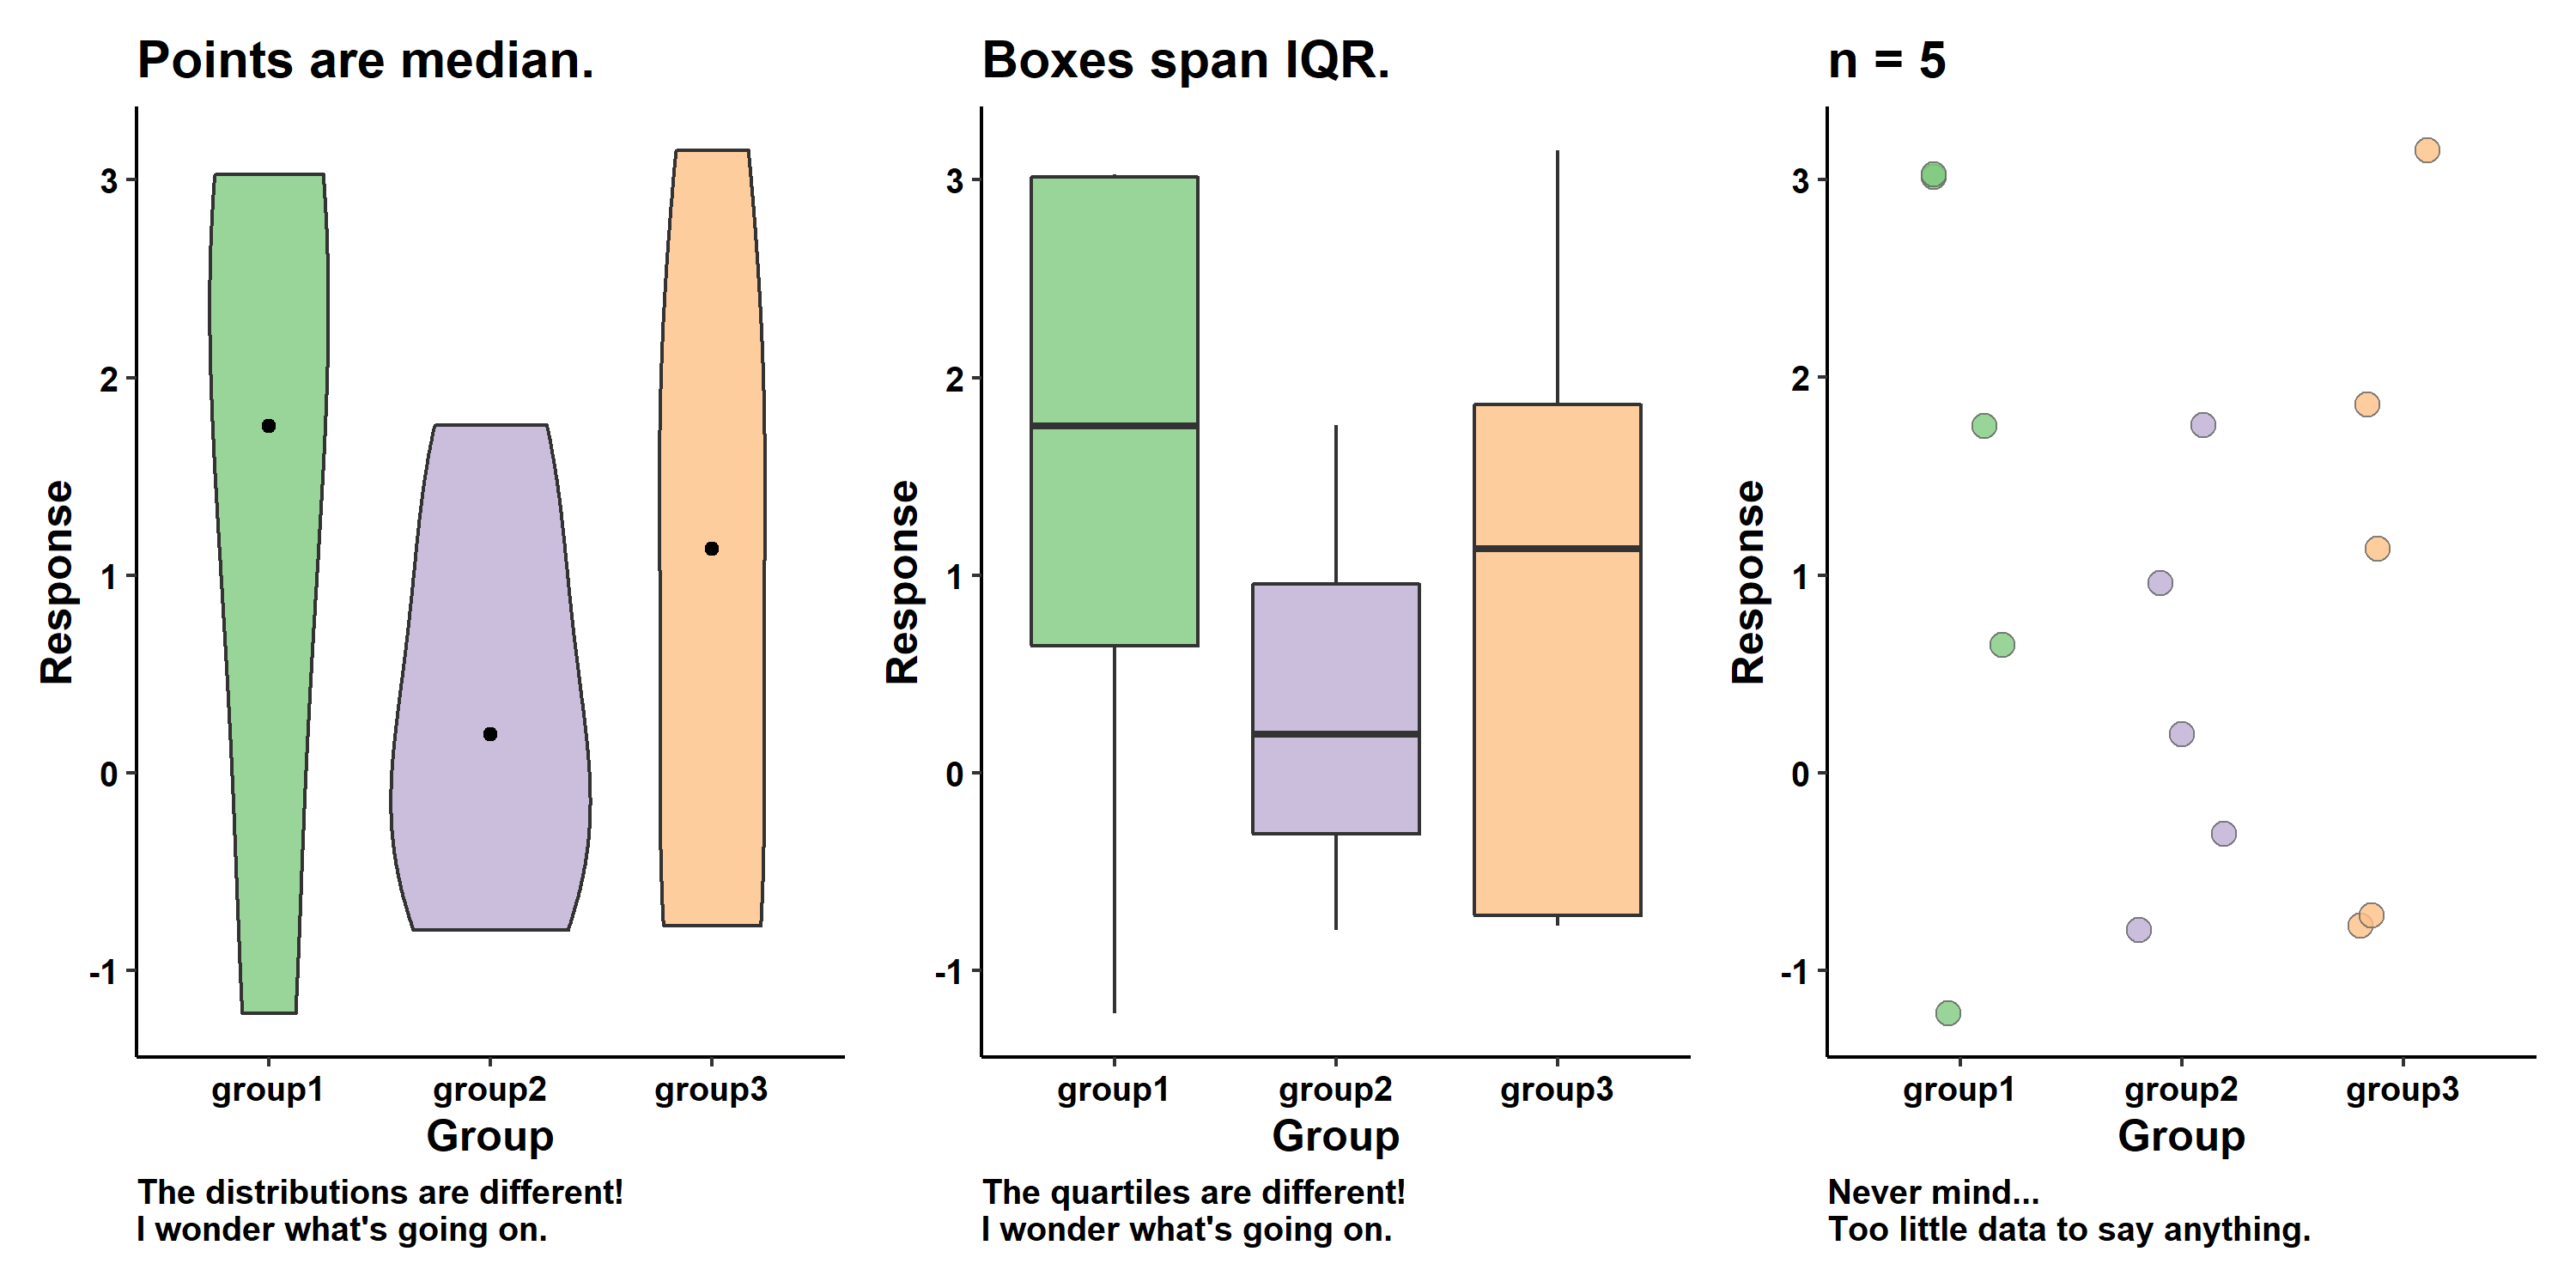 Points are median.
Response
3
2
1
0
-1
group1 group2 group3
Group
The distributions are different!
I wonder what's going on.
Boxes span IQR.
Response
3
2
1
0
-1
group1 group2 group3
Group
The quartiles are different!
I wonder what's going on.
n = 5
Response
3
2
1
0
-1
group1 group2 group3
Group
Never mind...
Too little data to say anything.